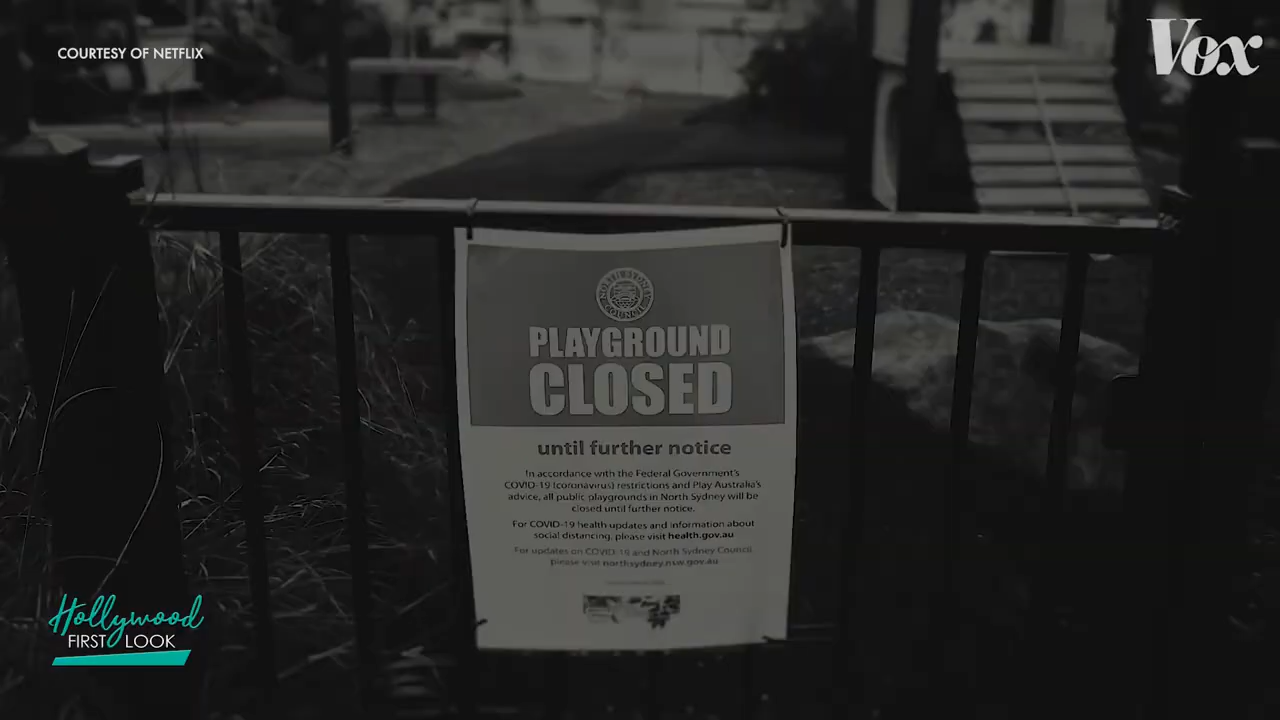 COURTESY OF NETFLIX
Vox
NORTH SYDNEY
COUNCIL
PLAYGROUND
CLOSED
until further notice
In accordance with the Federal Government's
COVID-19 (coronavirus) restrictions and Play Australia's
advice, all public playgrounds in North Sydney will be
closed until further notice.
For COVID-19 health updates and information about
social distancing, please visit health.gov.au
For updates on COVID-19 and North Sydney Council,
please visit northsydney.nsw.gov.au
Hollywood
FIRST LOOK